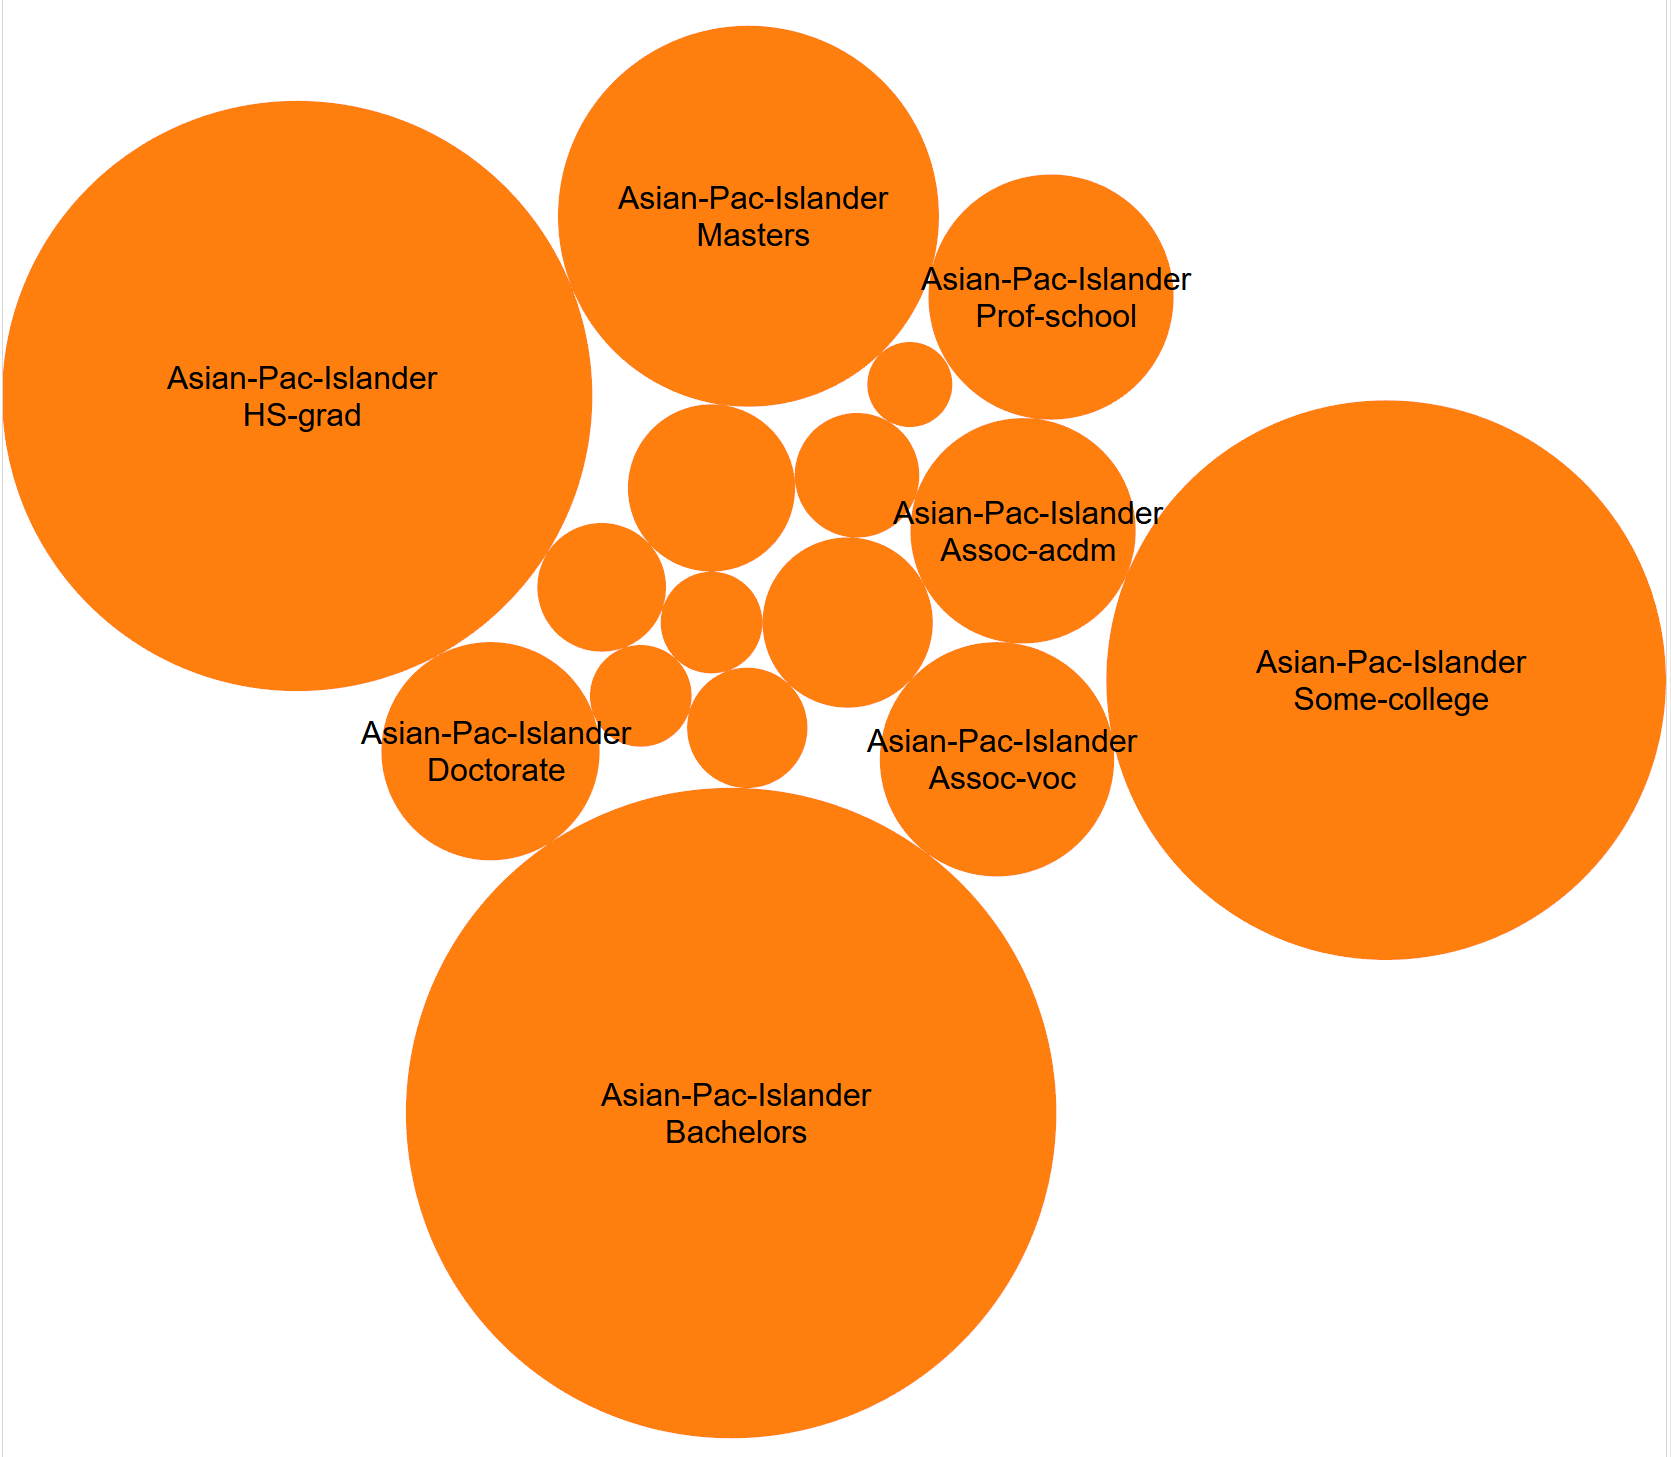 Asian-Pac-Islander
Masters
Asian-Pac-Islander
Prof-school
Asian-Pac-Islander
HS-grad
Asian-Pac-Islander
Assoc-acdm
Asian-Pac-Islander
Some-college
Asian-Pac-Islander
Doctorate
Asian-Pac-Islander
Assoc-voc
Asian-Pac-Islander
Bachelors